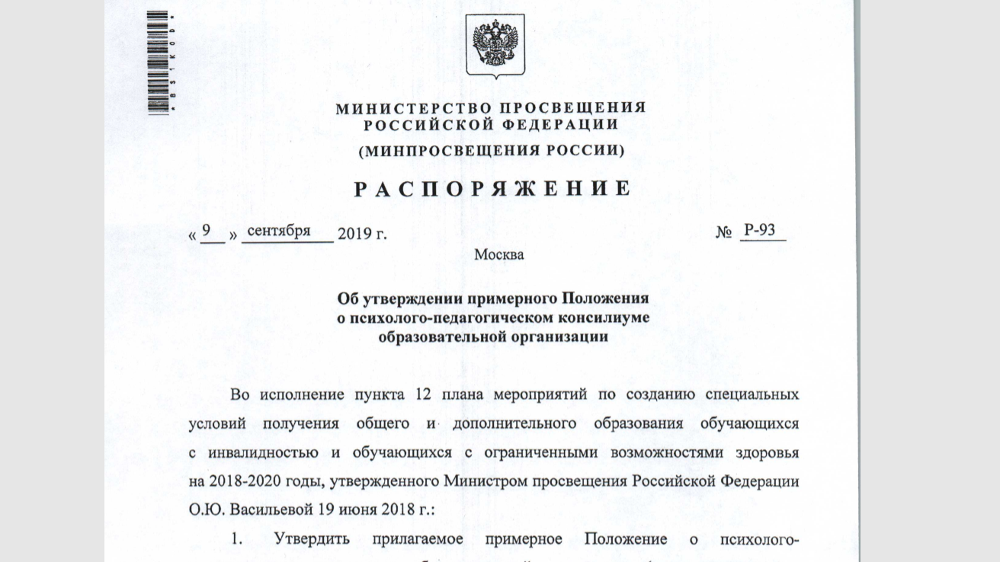 МИНИСТЕРСТВО ПРОСВЕЩЕНИЯ
РОССИЙСКОЙ ФЕДЕРАЦИИ
(МИНПРОСВЕЩЕНИЯ РОССИИ)
РАСПОРЯЖЕНИЕ
« 9 » сентября 2019 г. № Р-93
Москва
Об утверждении примерного Положения
о психолого-педагогическом консилиуме
образовательной организации
Во исполнение пункта 12 плана мероприятий по созданию специальных
условий получения общего и дополнительного образования обучающихся
с инвалидностью и обучающихся с ограниченными возможностями здоровья
на 2018-2020 годы, утвержденного Министром просвещения Российской Федерации
О.Ю. Васильевой 19 июня 2018 г.:
1. Утвердить прилагаемое примерное Положение о психолого-